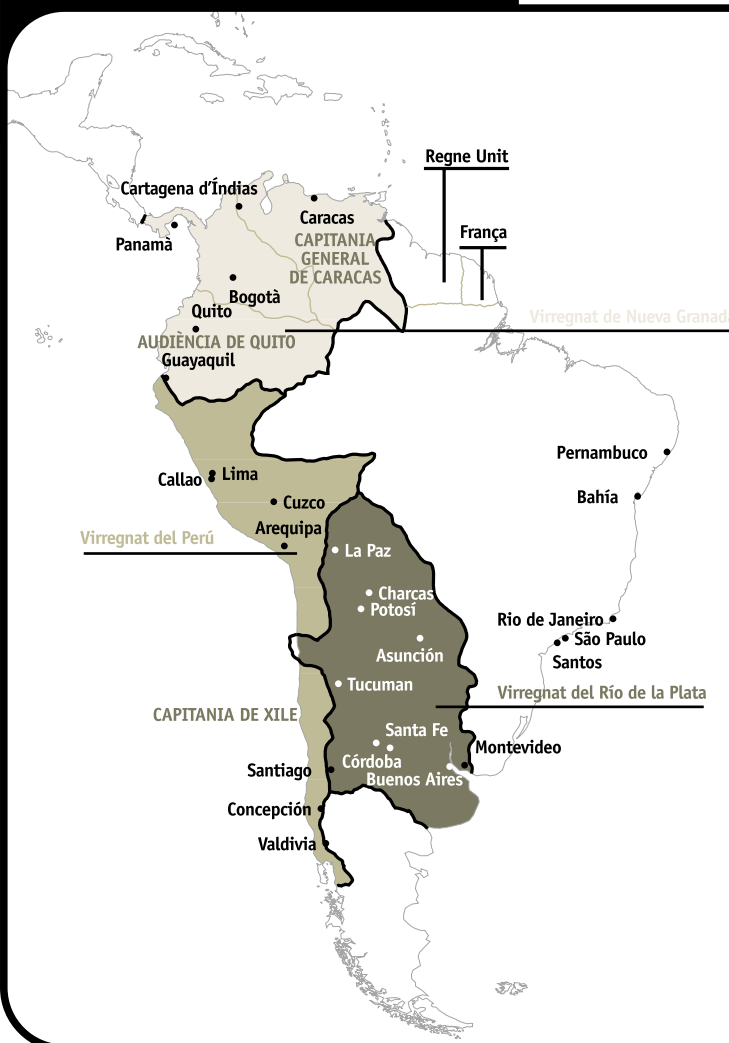 Regne Unit
Cartagena d'Índias
Caracas
França
Panamà
CAPITANIA
GENERAL
DE CARACAS
Bogotà
Quito
Virregnat de Nueva Granada
AUDIÈNCIA DE QUITO
Guayaquil
Pernambuco
Lima
Callao
Bahía
Cuzco
Arequipa
Virregnat del Perú
La Paz
Charcas
Potosí
Rio de Janeiro
São Paulo
Asunción
Santos
Tucuman
Virregnat del Río de la Plata
CAPITANIA DE XILE
Santa Fe
Montevideo
Córdoba
Santiago
Buenos Aires
Concepción
Valdivia